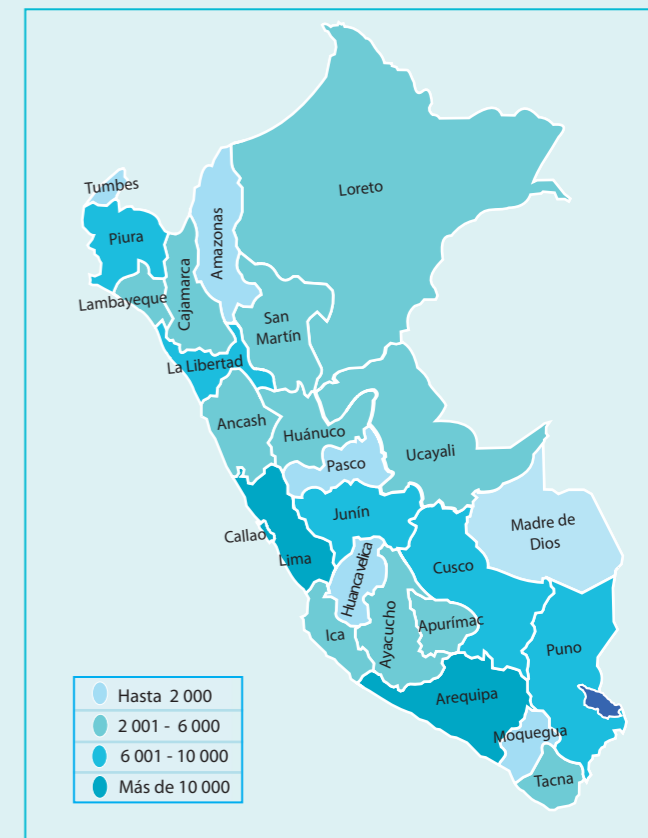 Tumbes
Loreto
Piura
Amazonas
Lambayeque
Cajamarca
San
Martín
La Libertad
Ancash
Huánuco
Pasco
Ucayali
Junín
Madre de
Dios
Callao
Lima
Huancavelica
Cusco
Ica
Ayacucho
Apurímac
Puno
Arequipa
Moquegua
Tacna
Hasta 2 000
2 001 - 6 000
6 001 - 10 000
Más de 10 000